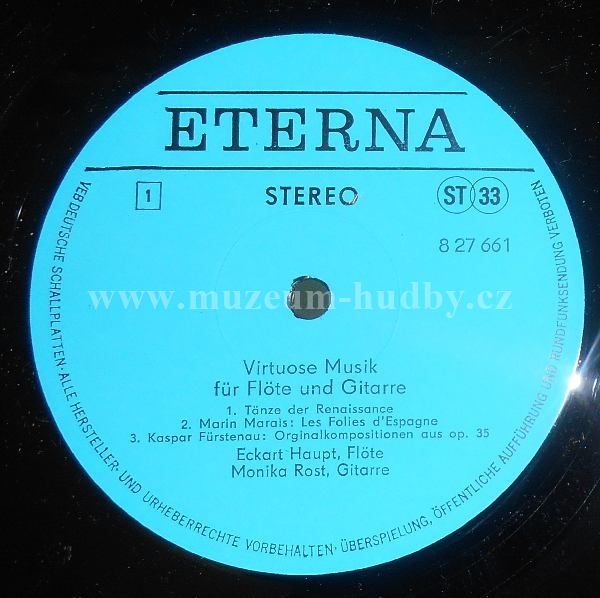 ETERNA
1
STEREO
ST 33
8 27 661
www.muzeum-hudby.cz
Virtuose Musik
für Flöte und Gitarre
1. Tänze der Renaissance
2. Marin Marais: Les Folies d'Espagne
3. Kaspar Fürstenau: Orginalkompositionen aus op. 35
Eckart Haupt, Flöte
Monika Rost, Gitarre
VEB DEUTSCHE SCHALLPLATTEN · ALLE HERSTELLER- UND URHEBERRECHTE VORBEHALTEN · ÜBERSPIELUNG, ÖFFENTLICHE AUFFÜHRUNG UND RUNDFUNKSENDUNG VERBOTEN